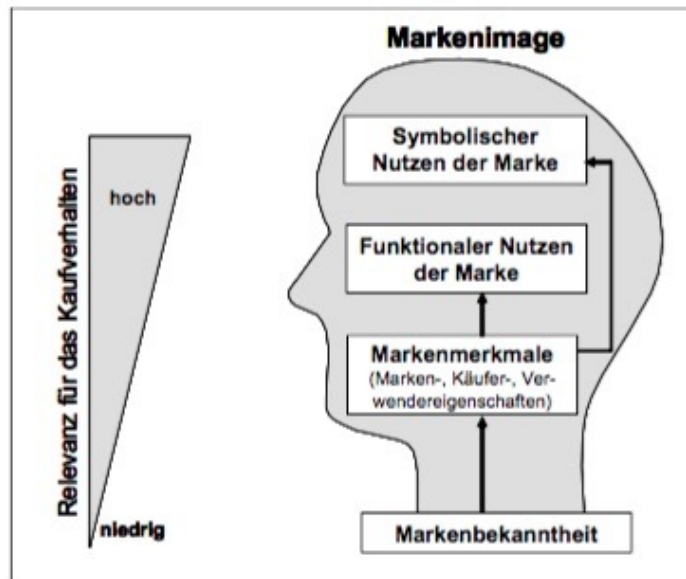 Markenimage
Symbolischer
Nutzen der Marke
Funktionaler Nutzen
der Marke
Markenmerkmale
(Marken-, Käufer-, Ver-
wendereigenschaften)
Markenbekanntheit
Relevanz für das Kaufverhalten
hoch
niedrig